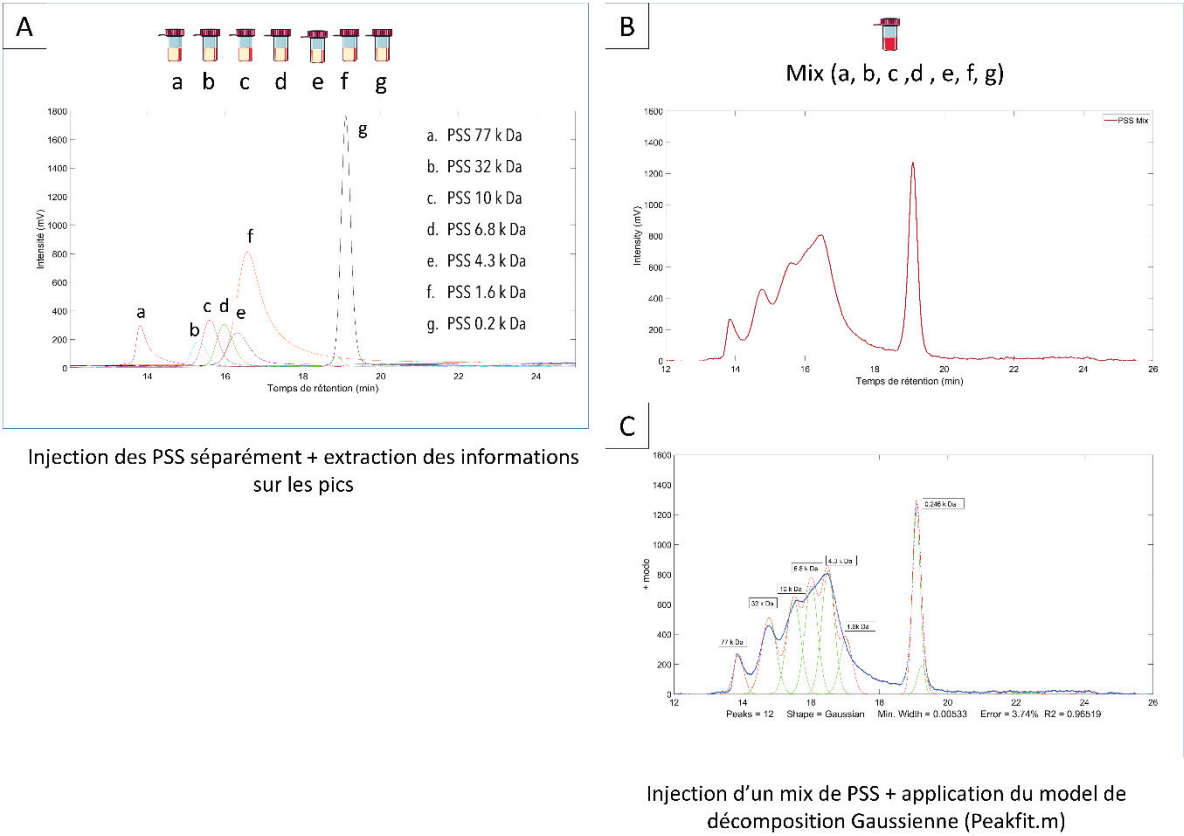 A
a b c d e f g
1800
1600
1400
1200
1000
800
600
400
200
0
Intensité (mV)
a
b
c
d
e
f
g
a. PSS 77 k Da
b. PSS 32 k Da
c. PSS 10 k Da
d. PSS 6.8 k Da
e. PSS 4.3 k Da
f. PSS 1.6 k Da
g. PSS 0.2 k Da
14 16 18 20 22 24
Temps de rétention (min)
Injection des PSS séparément + extraction des informations
sur les pics
B
Mix (a, b, c ,d , e, f, g)
1600
1400
1200
1000
800
600
400
200
0
Intensity (mV)
PSS Mix
12 14 16 18 20 22 24 26
Temps de rétention (min)
C
1600
1400
1200
1000
800
600
400
200
0
+ mode
77 k Da
32 k Da
10 k Da
6.8 k Da
4.3 k Da
1.6k Da
0.246 k Da
12 14 16 18 20 22 24 26
Peaks = 12 Shape = Gaussian Min. Width = 0.00533 Error = 3.74% R2 = 0.96519
Injection d'un mix de PSS + application du model de
décomposition Gaussienne (Peakfit.m)